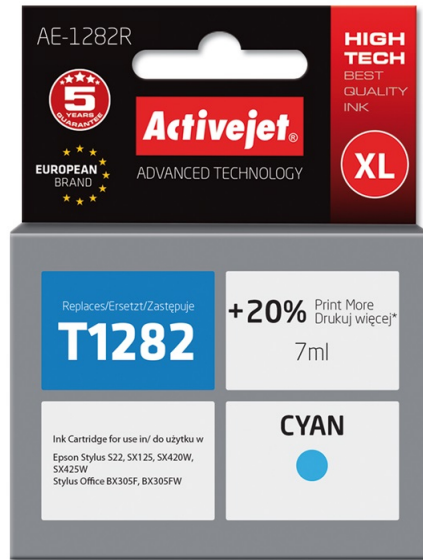 AE-1282R
5
YEARS
GUARANTEE
EUROPEAN
BRAND
Activejet®
ADVANCED TECHNOLOGY
HIGH
TECH
BEST
QUALITY
INK
XL
Replaces/Ersetzt/Zastępuje
T1282
+20% Print More
Drukuj więcej*
7ml
Ink Cartridge for use in/ do użytku w
Epson Stylus S22, SX125, SX420W,
SX425W
Stylus Office BX305F, BX305FW
CYAN